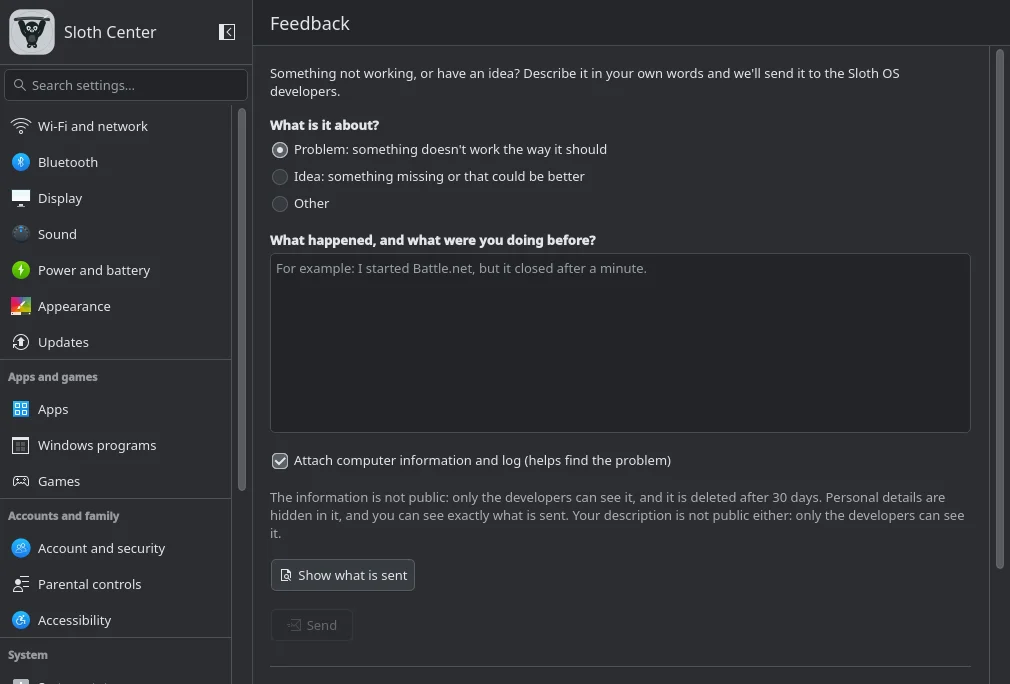 Sloth Center
Search settings...
Wi-Fi and network
Bluetooth
Display
Sound
Power and battery
Appearance
Updates
Apps and games
Apps
Windows programs
Games
Accounts and family
Account and security
Parental controls
Accessibility
System
Feedback
Something not working, or have an idea? Describe it in your own words and we'll send it to the Sloth OS
developers.
What is it about?
Problem: something doesn't work the way it should
Idea: something missing or that could be better
Other
What happened, and what were you doing before?
For example: I started Battle.net, but it closed after a minute.
Attach computer information and log (helps find the problem)
The information is not public: only the developers can see it, and it is deleted after 30 days. Personal details are
hidden in it, and you can see exactly what is sent. Your description is not public either: only the developers can see
it.
Show what is sent
Send